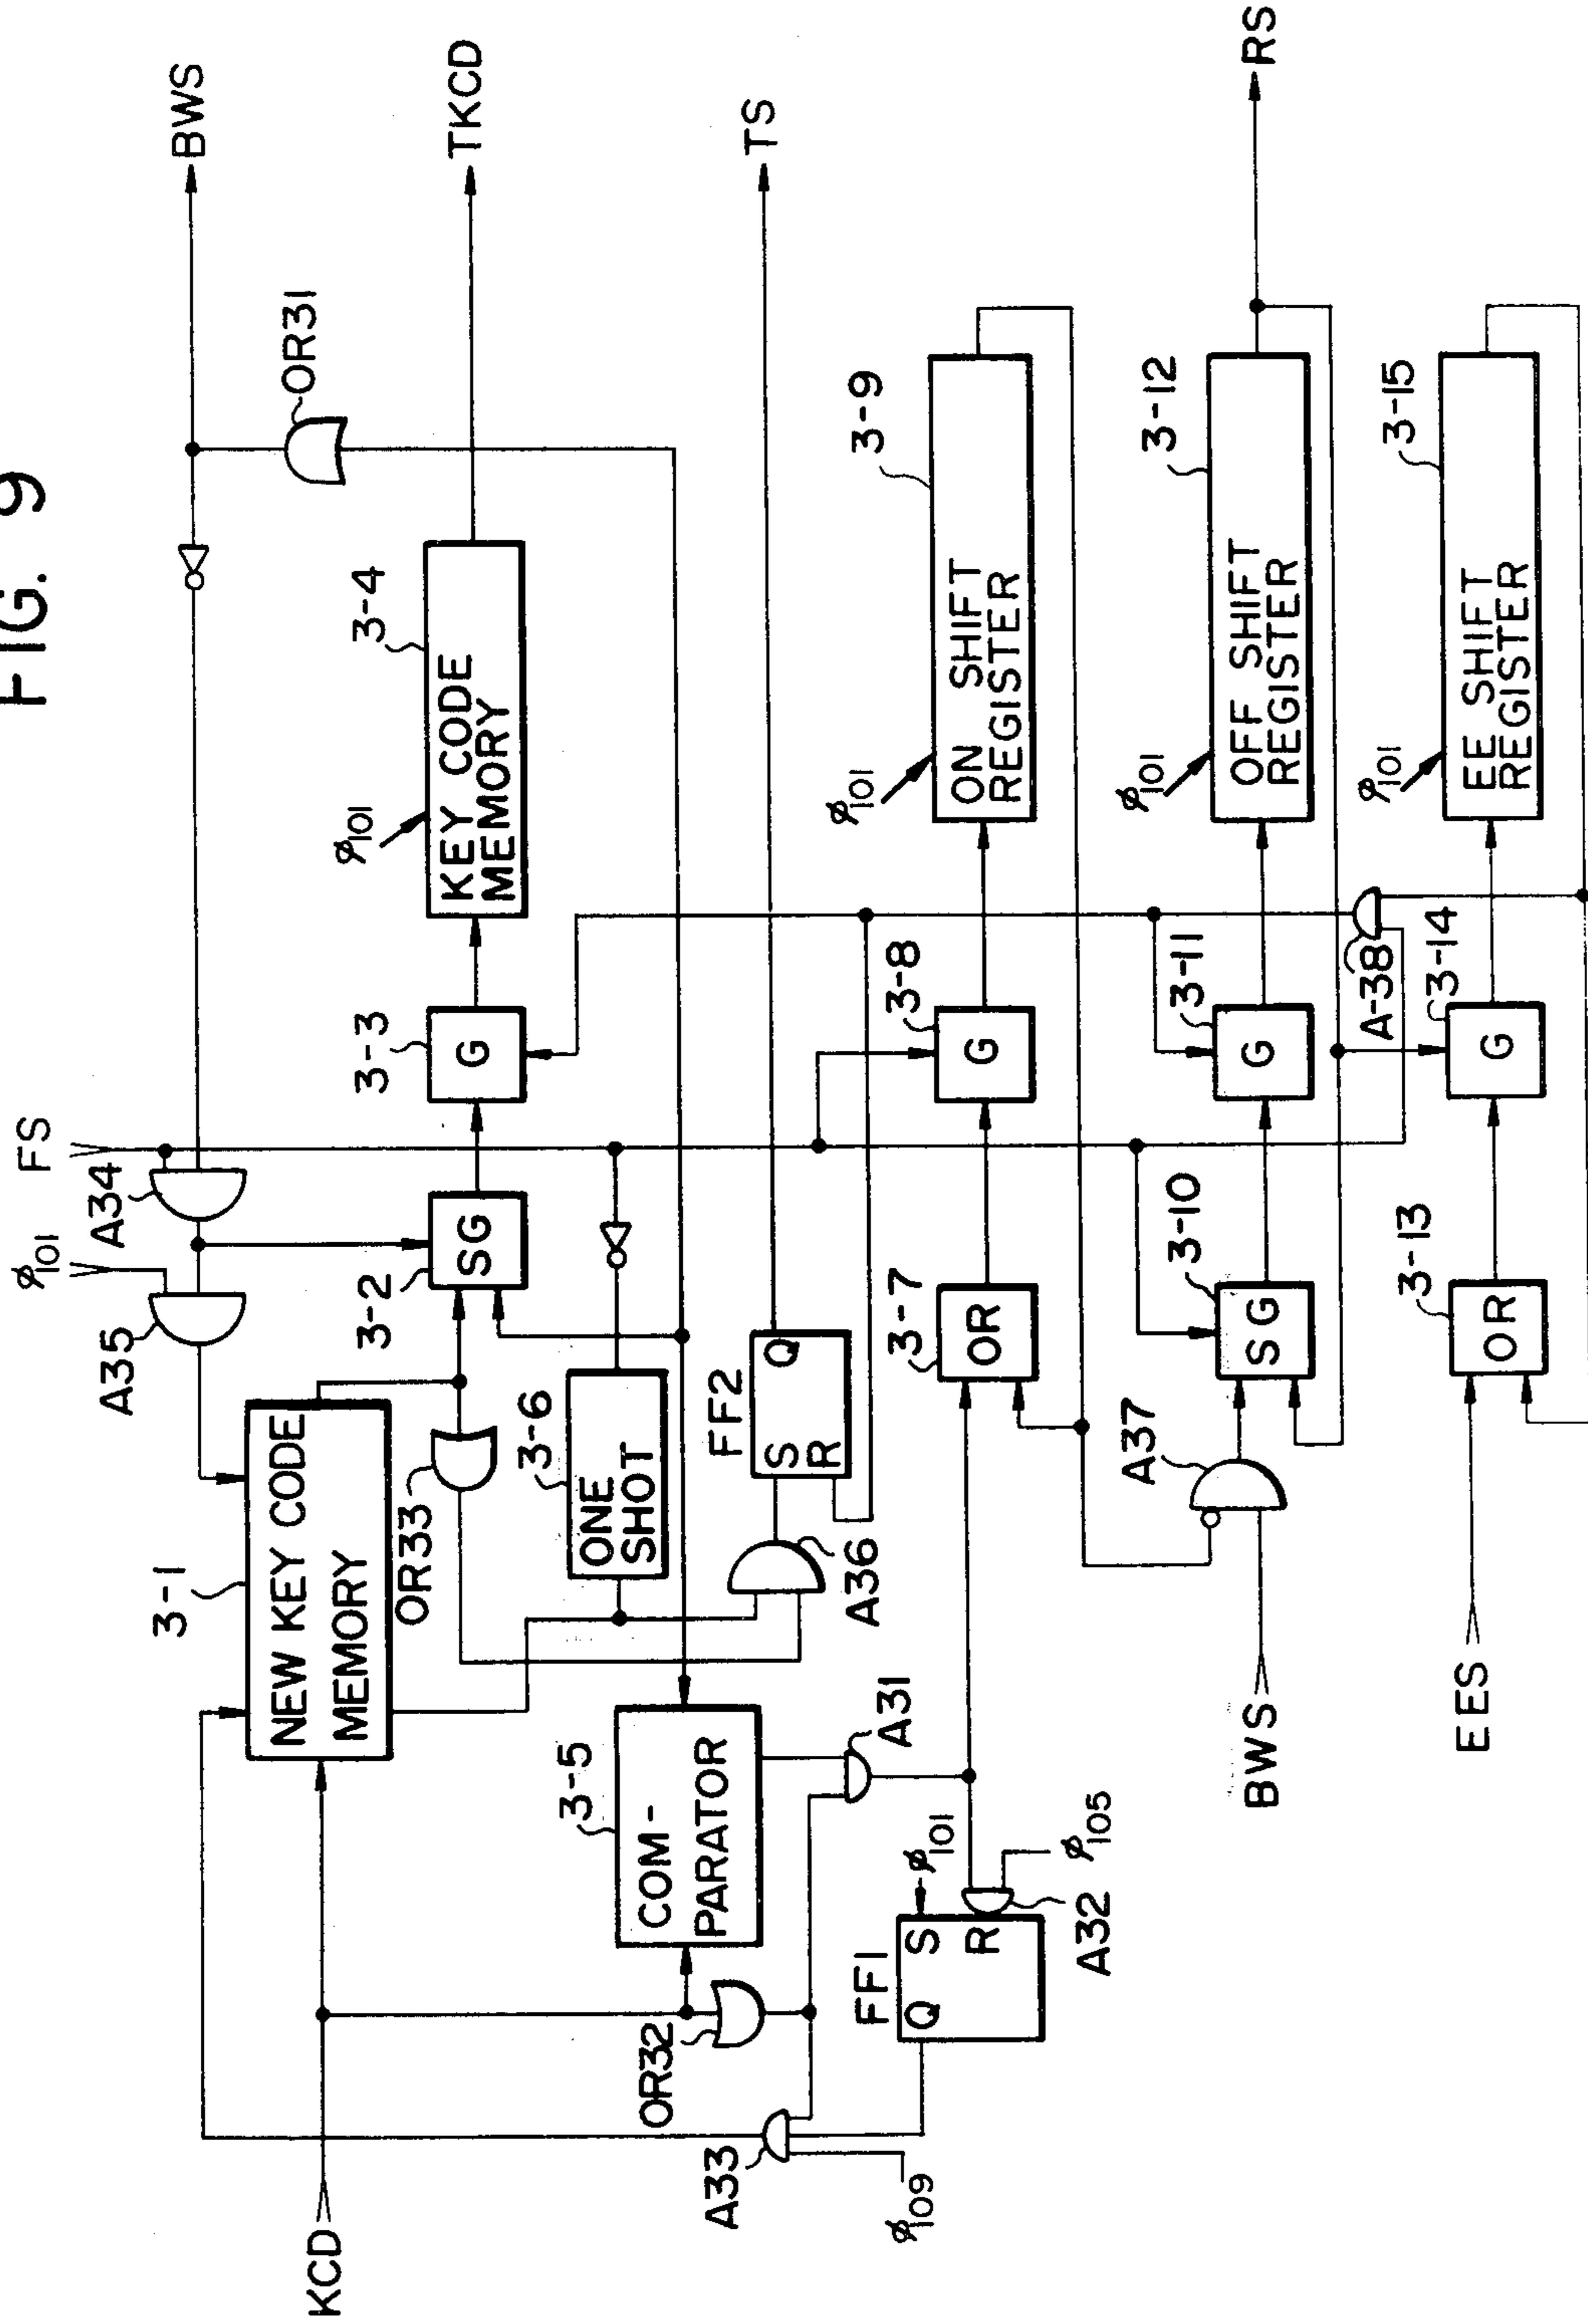 FIG. 9
FS
φ101
BWS
A35
A34
3-1
NEW KEY CODE
MEMORY
OR31
KCD
OR33
3-2
SG
3-3
G
φ101
3-4
KEY CODE
MEMORY
TKCD
3-5
COM-
PARATOR
3-6
ONE
SHOT
OR32
A33
φ109
FF2
S
R
Q
TS
A36
A31
FF1
Q
S
R
φ101
φ105
A32
3-7
OR
3-8
G
φ101
3-9
ON SHIFT
REGISTER
A37
BWS
3-10
SG
3-11
G
φ101
3-12
OFF SHIFT
REGISTER
RS
A-38
EES
3-13
OR
3-14
G
φ101
3-15
EE SHIFT
REGISTER